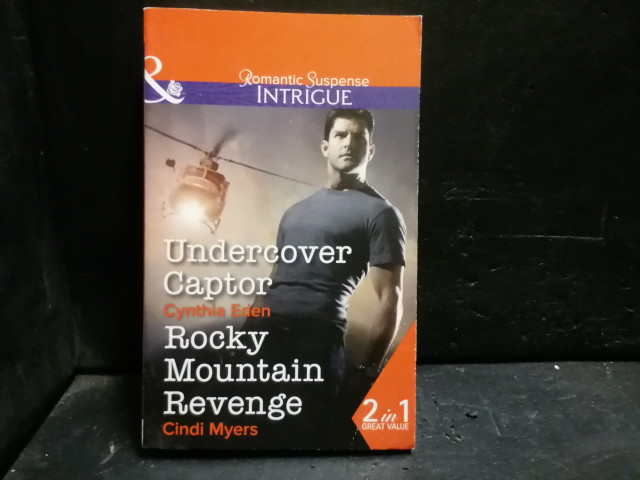 &
Romantic Suspense
INTRIGUE
Undercover
Captor
Cynthia Eden
Rocky
Mountain
Revenge
Cindi Myers
2 in 1
GREAT VALUE